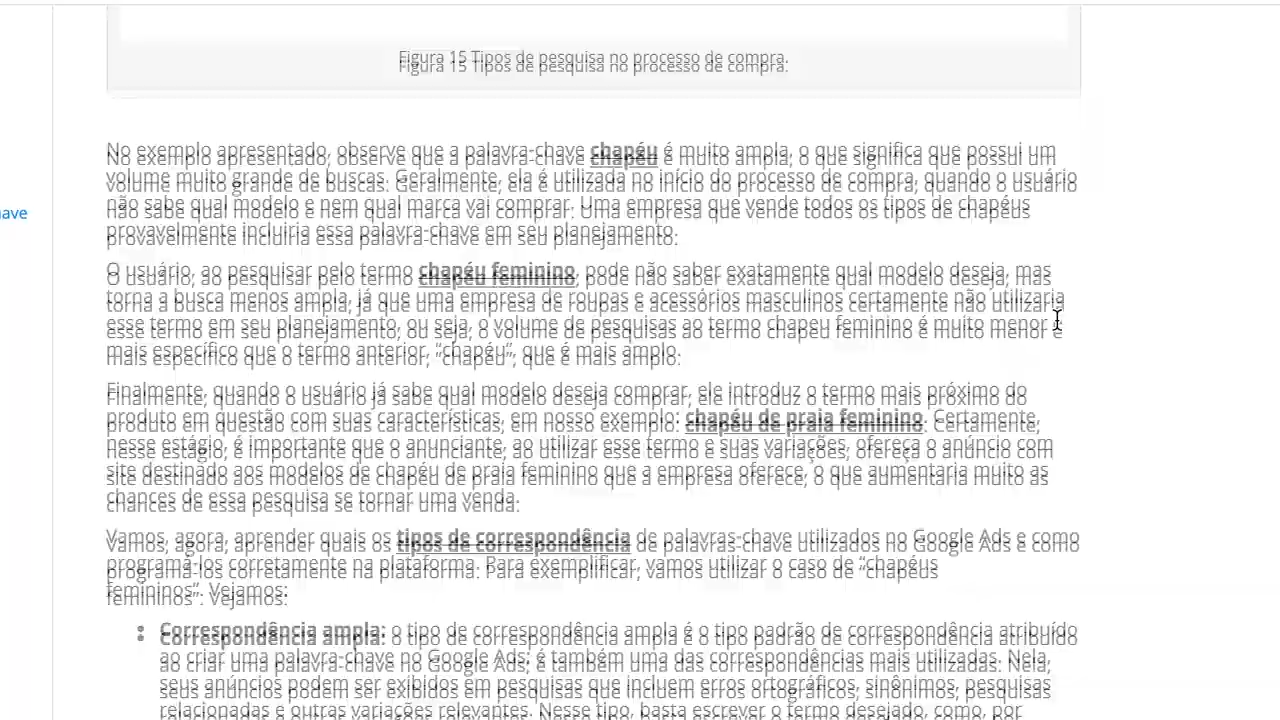 Figura 15 Tipos de pesquisa no processo de compra.
No exemplo apresentado, observe que a palavra-chave chapéu é muito ampla, o que significa que possui um
volume muito grande de buscas. Geralmente, ela é utilizada no início do processo de compra, quando o usuário
não sabe qual modelo e nem qual marca vai comprar. Uma empresa que vende todos os tipos de chapéus
provavelmente incluiria essa palavra-chave em seu planejamento.
ave
O usuário, ao pesquisar pelo termo chapéu feminino, pode não saber exatamente qual modelo deseja, mas
torna a busca menos ampla, já que uma empresa de roupas e acessórios masculinos certamente não utilizaria
esse termo em seu planejamento, ou seja, o volume de pesquisas ao termo chapéu feminino é muito menor e
mais específico que o termo anterior, “chapéu”, que é mais amplo.
Finalmente, quando o usuário já sabe qual modelo deseja comprar, ele introduz o termo mais próximo do
produto em questão com suas características, em nosso exemplo: chapéu de praia feminino. Certamente,
nesse estágio, é importante que o anunciante, ao utilizar esse termo e suas variações, ofereça o anúncio com
site destinado aos modelos de chapéu de praia feminino que a empresa oferece, o que aumentaria muito as
chances de essa pesquisa se tornar uma venda.
Vamos, agora, aprender quais os tipos de correspondência de palavras-chave utilizados no Google Ads e como
programá-los corretamente na plataforma. Para exemplificar, vamos utilizar o caso de “chapéus
femininos”. Vejamos:
• Correspondência ampla: o tipo de correspondência ampla é o tipo padrão de correspondência atribuído
ao criar uma palavra-chave no Google Ads; é também uma das correspondências mais utilizadas. Nela,
seus anúncios podem ser exibidos em pesquisas que incluem erros ortográficos, sinônimos, pesquisas
relacionadas e outras variações relevantes. Nesse tipo, basta escrever o termo desejado, como, por